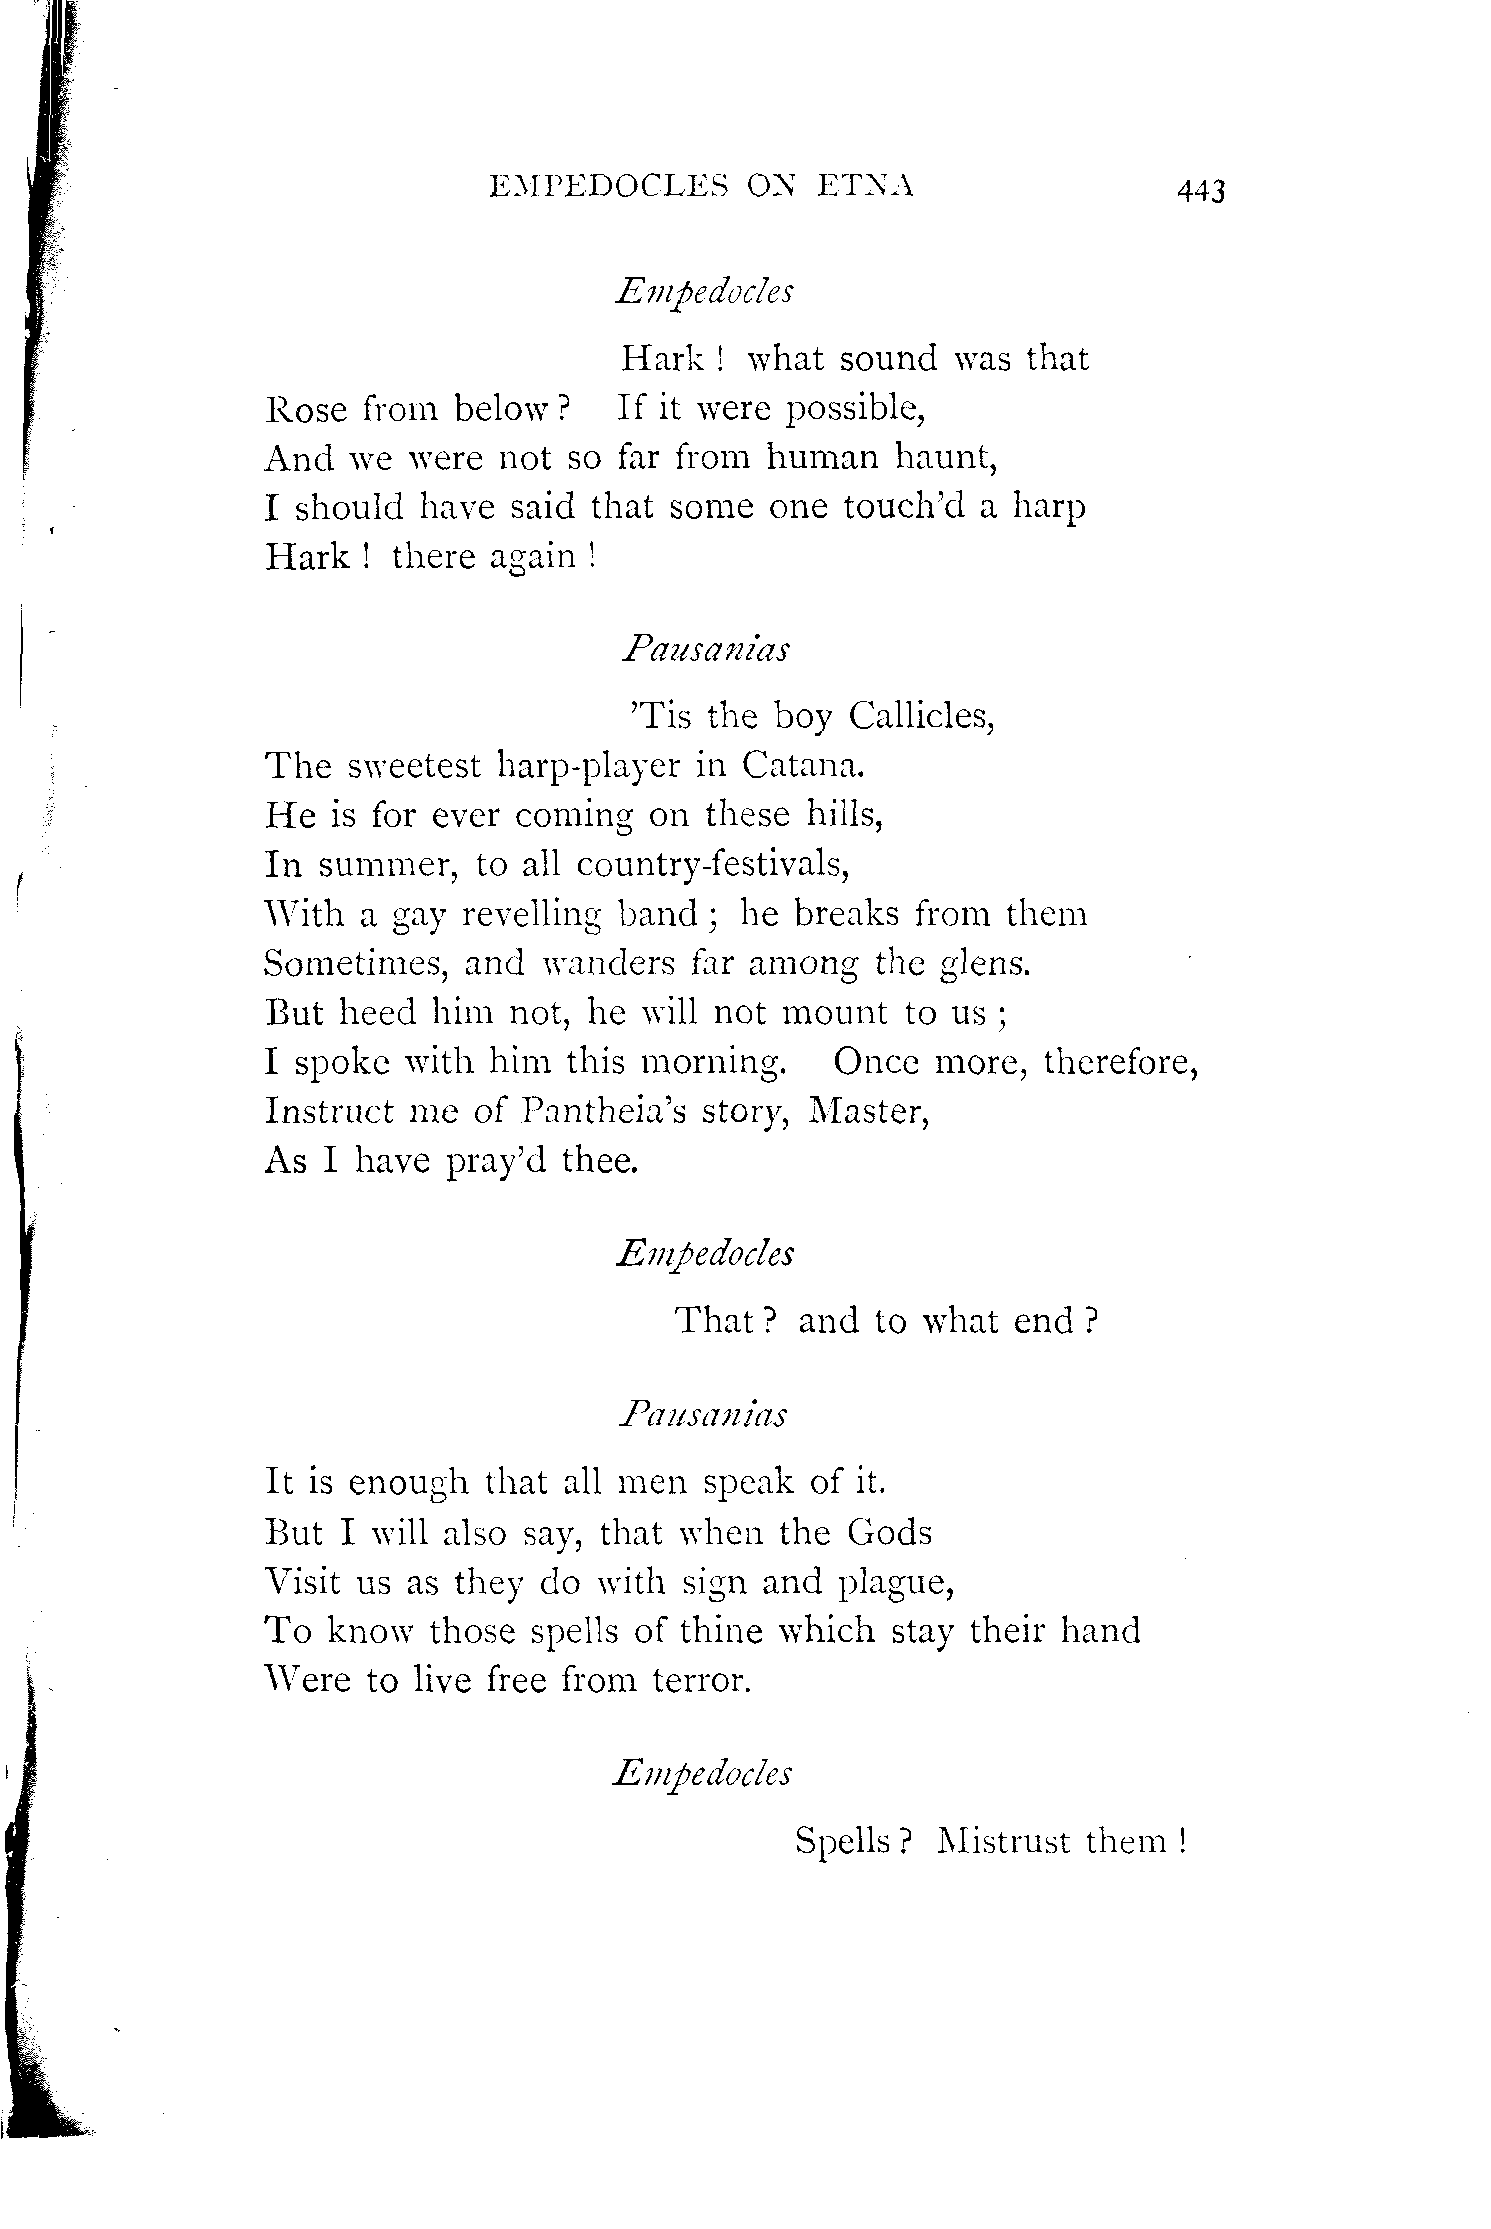 EMPEDOCLES ON ETNA 443
Empedocles
Hark! what sound was that
Rose from below? If it were possible,
And we were not so far from human haunt,
I should have said that some one touch'd a harp
Hark! there again!
Pausanias
'Tis the boy Callicles,
The sweetest harp-player in Catana.
He is for ever coming on these hills,
In summer, to all country-festivals,
With a gay revelling band; he breaks from them
Sometimes, and wanders far among the glens.
But heed him not, he will not mount to us;
I spoke with him this morning. Once more, therefore,
Instruct me of Pantheia's story, Master,
As I have pray'd thee.
Empedocles
That? and to what end?
Pausanias
It is enough that all men speak of it.
But I will also say, that when the Gods
Visit us as they do with sign and plague,
To know those spells of thine which stay their hand
Were to live free from terror.
Empedocles
Spells? Mistrust them!